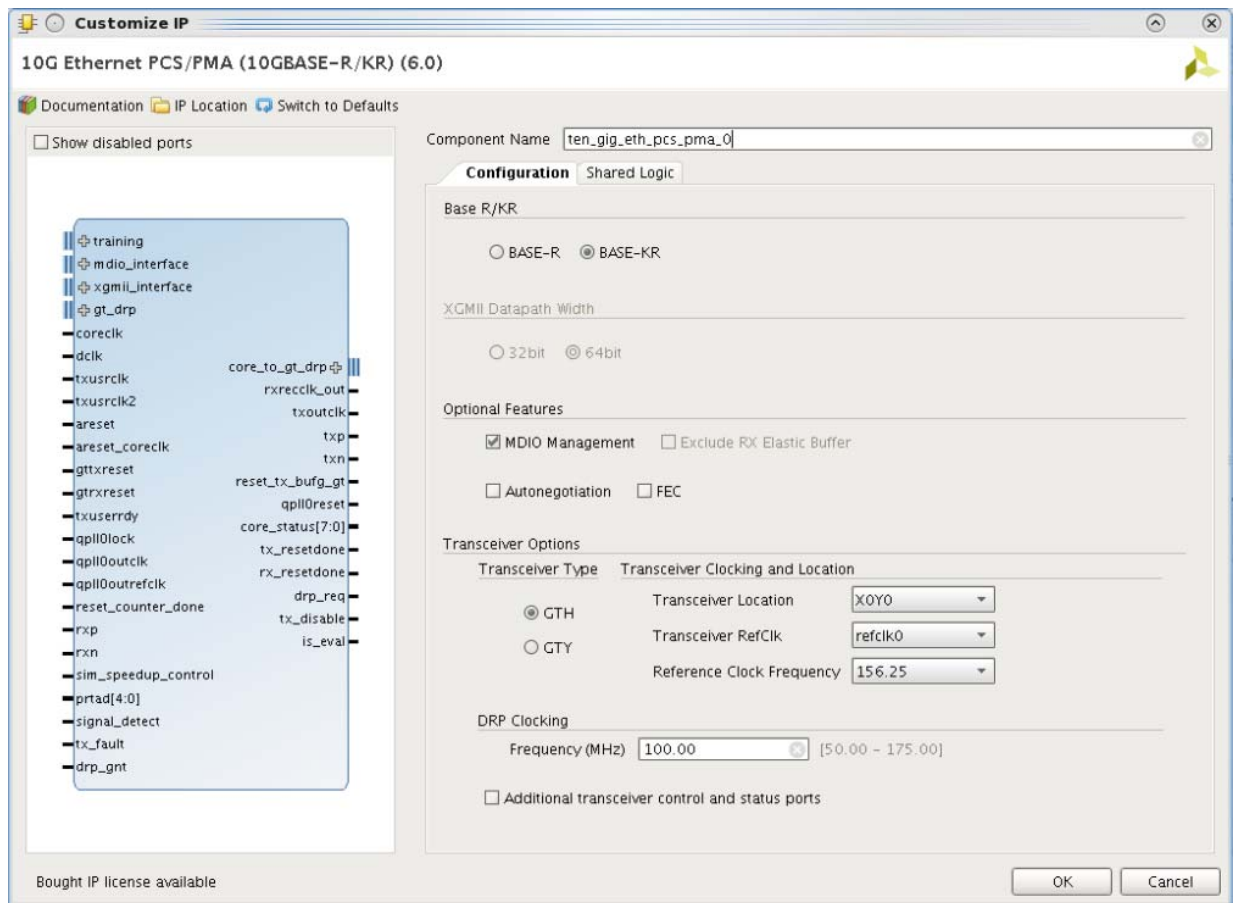 Customize IP
10G Ethernet PCS/PMA (10GBASE-R/KR) (6.0)
Documentation IP Location Switch to Defaults
Show disabled ports
training
mdio_interface
xgmii_interface
gt_drp
coreclk
dclk
txusrclk
txusrclk2
areset
areset_coreclk
gttxreset
gtrxreset
txuserrdy
qpll0lock
qpll0outclk
qpll0outrefclk
reset_counter_done
rxp
rxn
sim_speedup_control
prtad[4:0]
signal_detect
tx_fault
drp_gnt
core_to_gt_drp
rxrecclk_out
txoutclk
txp
txn
reset_tx_bufg_gt
qpll0reset
core_status[7:0]
tx_resetdone
rx_resetdone
drp_req
tx_disable
is_eval
Component Name ten_gig_eth_pcs_pma_0
Configuration Shared Logic
Base R/KR
BASE-R BASE-KR
XGMII Datapath Width
32bit 64bit
Optional Features
MDIO Management Exclude RX Elastic Buffer
Autonegotiation FEC
Transceiver Options
Transceiver Type Transceiver Clocking and Location
GTH
GTY
Transceiver Location X0Y0
Transceiver RefClk refclk0
Reference Clock Frequency 156.25
DRP Clocking
Frequency (MHz) 100.00 [50.00 - 175.00]
Additional transceiver control and status ports
Bought IP license available
OK Cancel